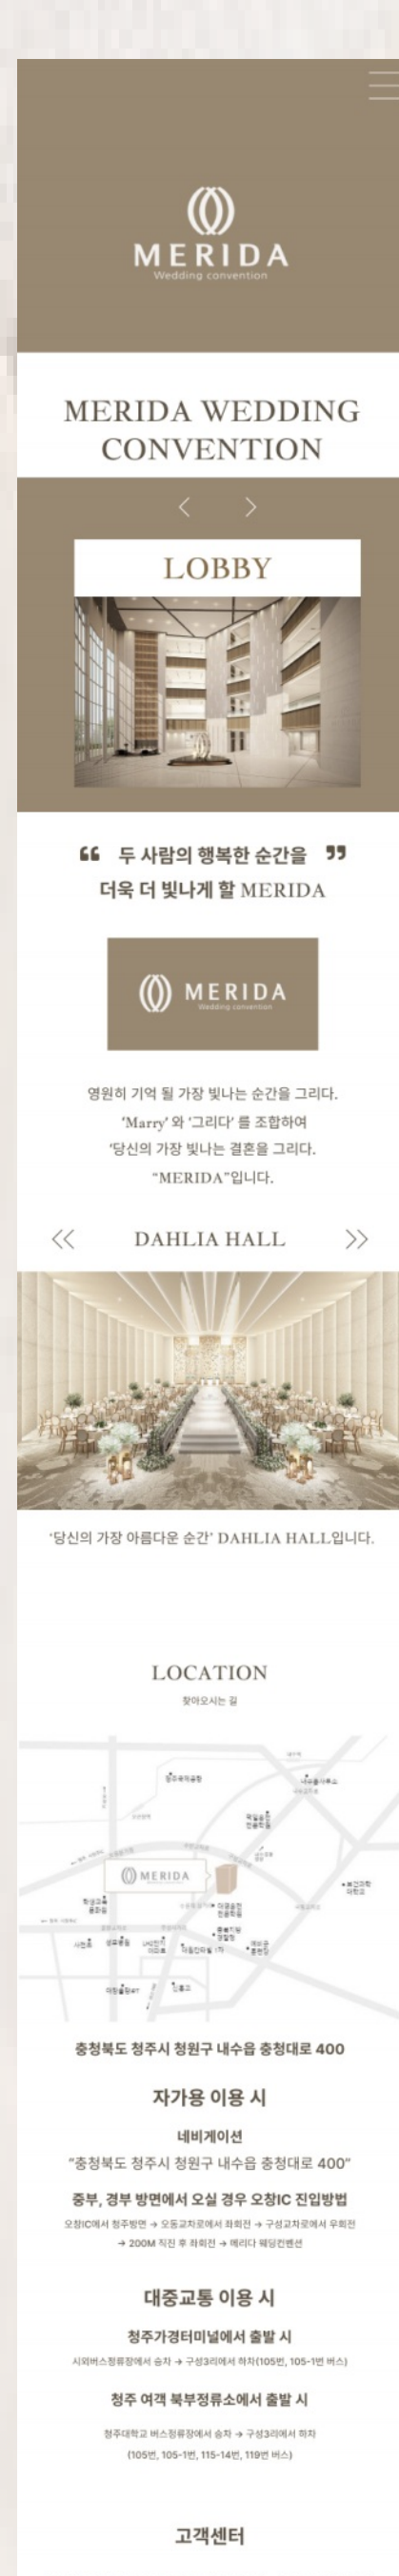 MERIDA
Wedding convention
MERIDA WEDDING
CONVENTION
LOBBY
❝ 두 사람의 행복한 순간을 ❞
더욱 더 빛나게 할 MERIDA
MERIDA
Wedding convention
영원히 기억 될 가장 빛나는 순간을 그리다.
‘Marry’ 와 ‘그리다’ 를 조합하여
‘당신의 가장 빛나는 결혼을 그리다.
“MERIDA”입니다.
DAHLIA HALL
‘당신의 가장 아름다운 순간’ DAHLIA HALL입니다.
LOCATION
찾아오시는 길
청주국제공항
MERIDA
충청북도 청주시 청원구 내수읍 충청대로 400
자가용 이용 시
네비게이션
“충청북도 청주시 청원구 내수읍 충청대로 400”
중부, 경부 방면에서 오실 경우 오창IC 진입방법
오창IC에서 청주방면 → 오동교차로에서 좌회전 → 구성교차로에서 우회전
→ 200M 직진 후 좌회전 → 메리다 웨딩컨벤션
대중교통 이용 시
청주가경터미널에서 출발 시
시외버스정류장에서 승차 → 구성3리에서 하차(105번, 105-1번 버스)
청주 여객 북부정류소에서 출발 시
청주대학교 버스정류장에서 승차 → 구성3리에서 하차
(105번, 105-1번, 115-14번, 119번 버스)
고객센터